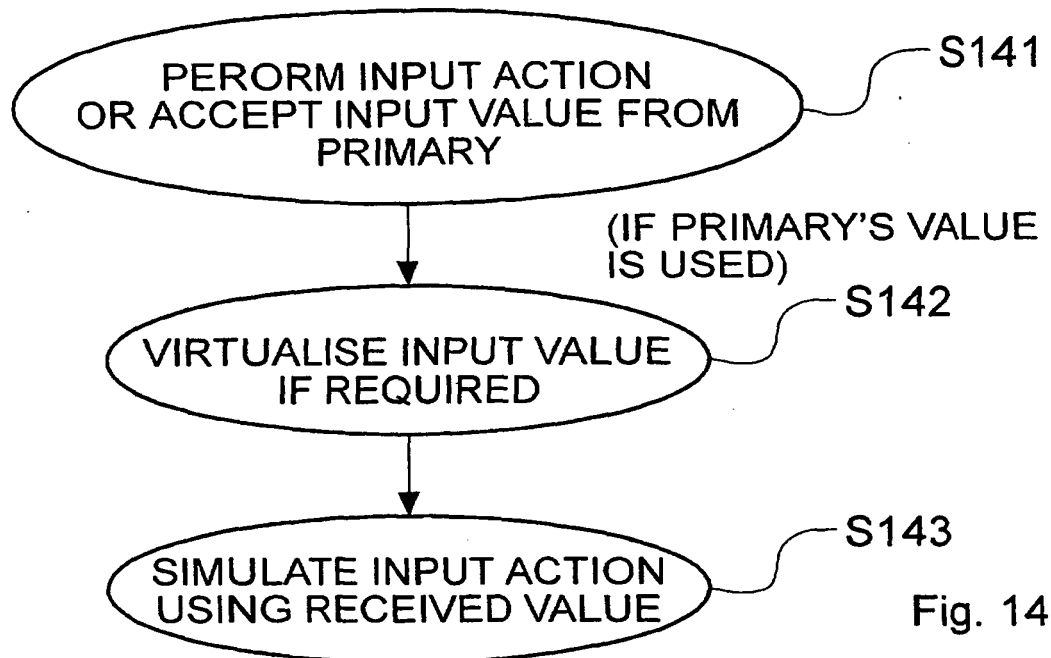 PERORM INPUT ACTION
OR ACCEPT INPUT VALUE FROM
PRIMARY
S141
(IF PRIMARY'S VALUE
IS USED)
S142
VIRTUALISE INPUT VALUE
IF REQUIRED
S143
SIMULATE INPUT ACTION
USING RECEIVED VALUE
Fig. 14